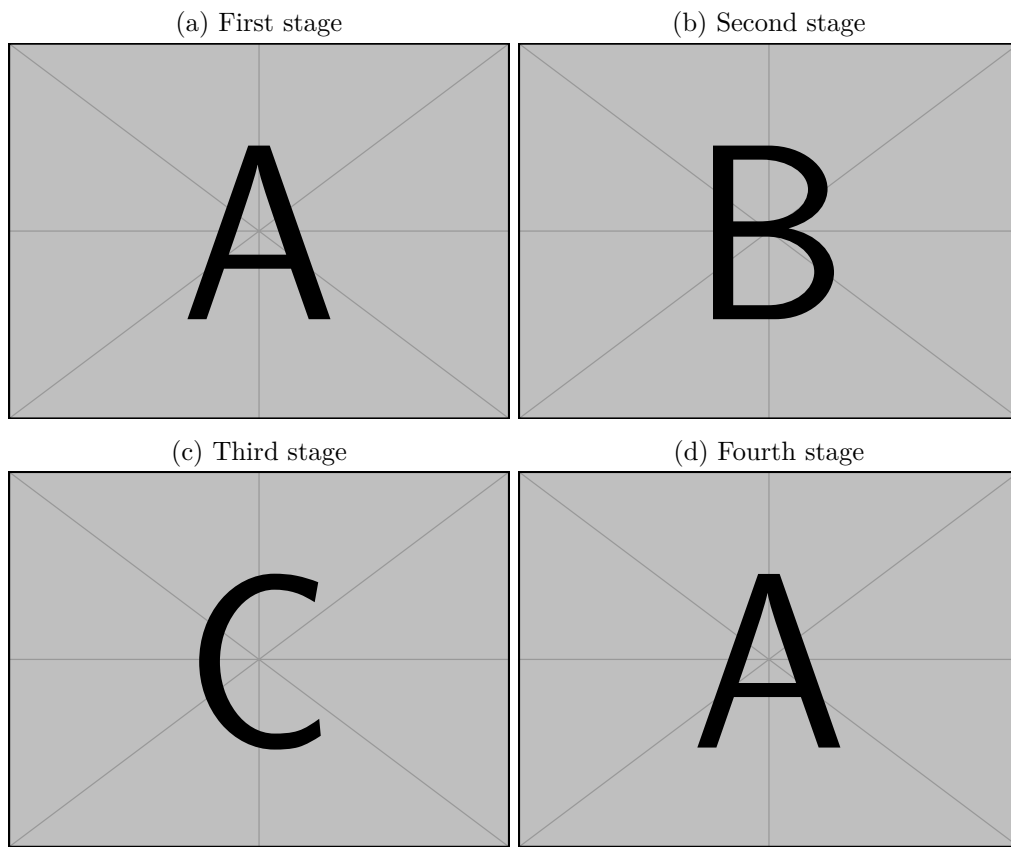 (a) First stage
(b) Second stage
A
B
(c) Third stage
(d) Fourth stage
C
A